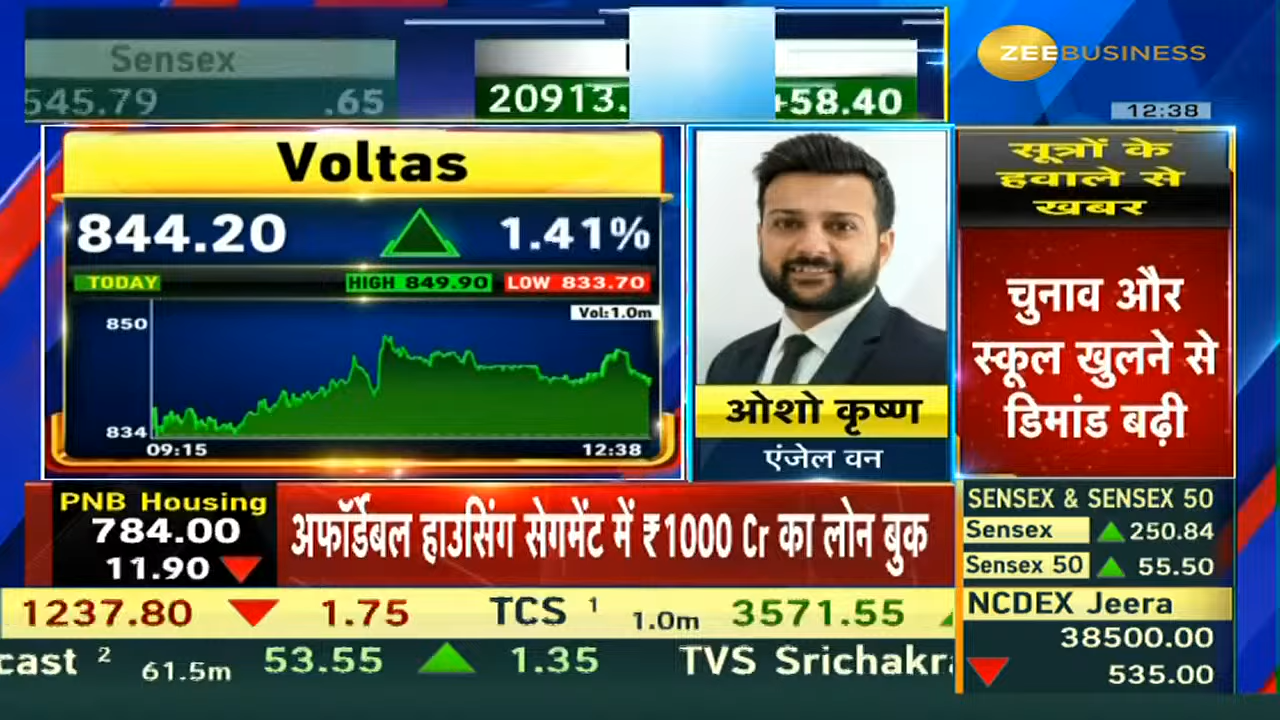 Sensex
545.79 .65
20913.
+58.40
ZEEBUSINESS
12:38
Voltas
844.20 1.41%
TODAY HIGH 849.90 LOW 833.70
Vol:1.0m
850
834
09:15 12:38
ओशो कृष्ण
एंजेल वन
सूत्रों के
हवाले से
खबर
चुनाव और
स्कूल खुलने से
डिमांड बढ़ी
PNB Housing
784.00
11.90
अफॉर्डेबल हाउसिंग सेगमेंट में ₹1000 Cr का लोन बुक
SENSEX & SENSEX 50
Sensex 250.84
Sensex 50 55.50
NCDEX Jeera
38500.00
535.00
1237.80 1.75 TCS 1 1.0m 3571.55
cast 2 61.5m 53.55 1.35 TVS Srichakra